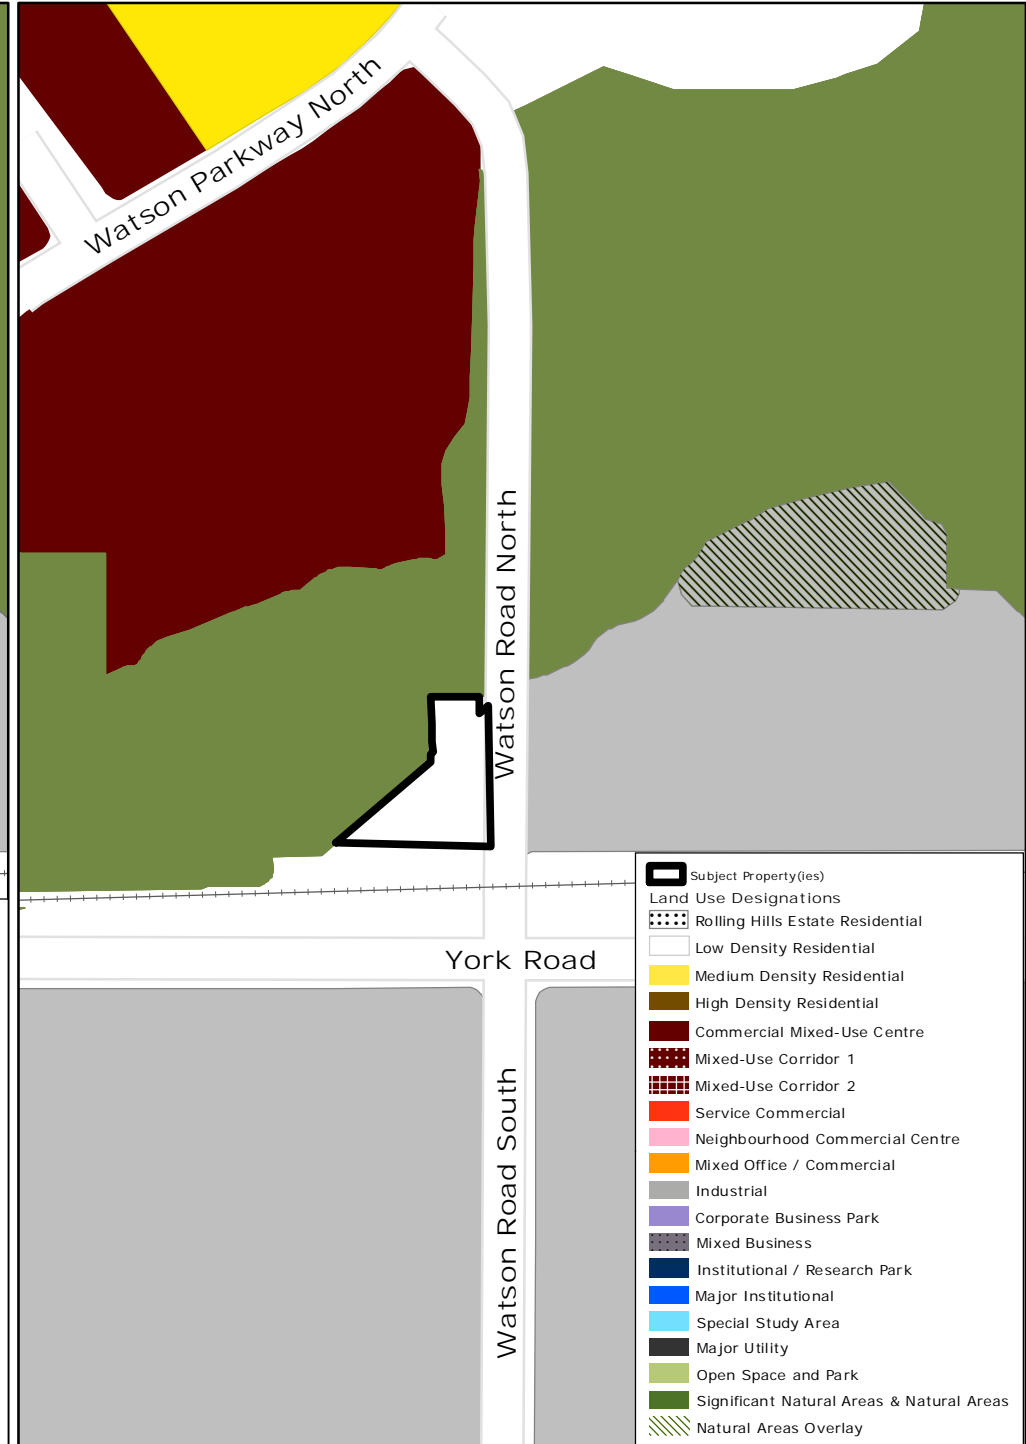 Watson Parkway North
Watson Road North
York Road
Watson Road South
Subject Property(ies)
Land Use Designations
Rolling Hills Estate Residential
Low Density Residential
Medium Density Residential
High Density Residential
Commercial Mixed-Use Centre
Mixed-Use Corridor 1
Mixed-Use Corridor 2
Service Commercial
Neighbourhood Commercial Centre
Mixed Office / Commercial
Industrial
Corporate Business Park
Mixed Business
Institutional / Research Park
Major Institutional
Special Study Area
Major Utility
Open Space and Park
Significant Natural Areas & Natural Areas
Natural Areas Overlay